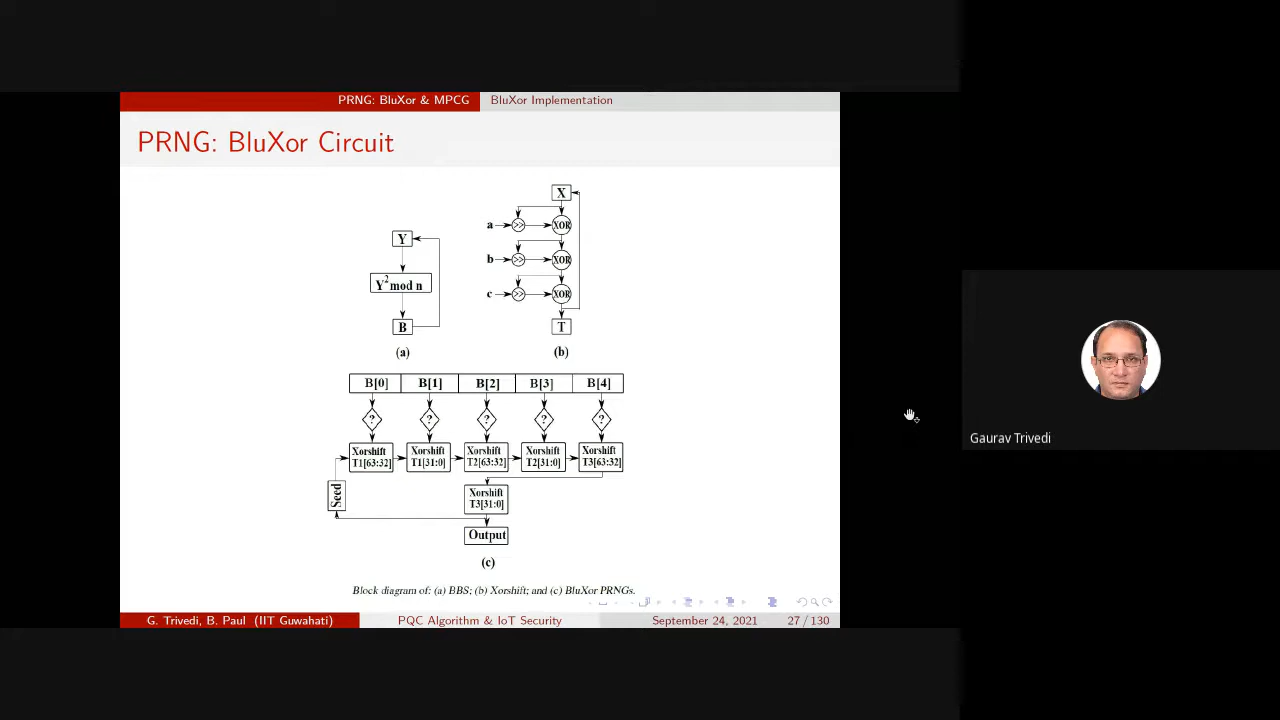 PRNG: BluXor & MPCG BluXor Implementation
PRNG: BluXor Circuit
X
a >> XOR
Y
b >> XOR
Y² mod n
c >> XOR
B
T
(a) (b)
B[0] B[1] B[2] B[3] B[4]
? ? ? ? ?
Xorshift Xorshift Xorshift Xorshift Xorshift
T1[63:32] T1[31:0] T2[63:32] T2[31:0] T3[63:32]
Seed
Xorshift
T3[31:0]
Output
(c)
Block diagram of: (a) BBS; (b) Xorshift; and (c) BluXor PRNGs.
G. Trivedi, B. Paul (IIT Guwahati) PQC Algorithm & IoT Security September 24, 2021 27 / 130
Gaurav Trivedi